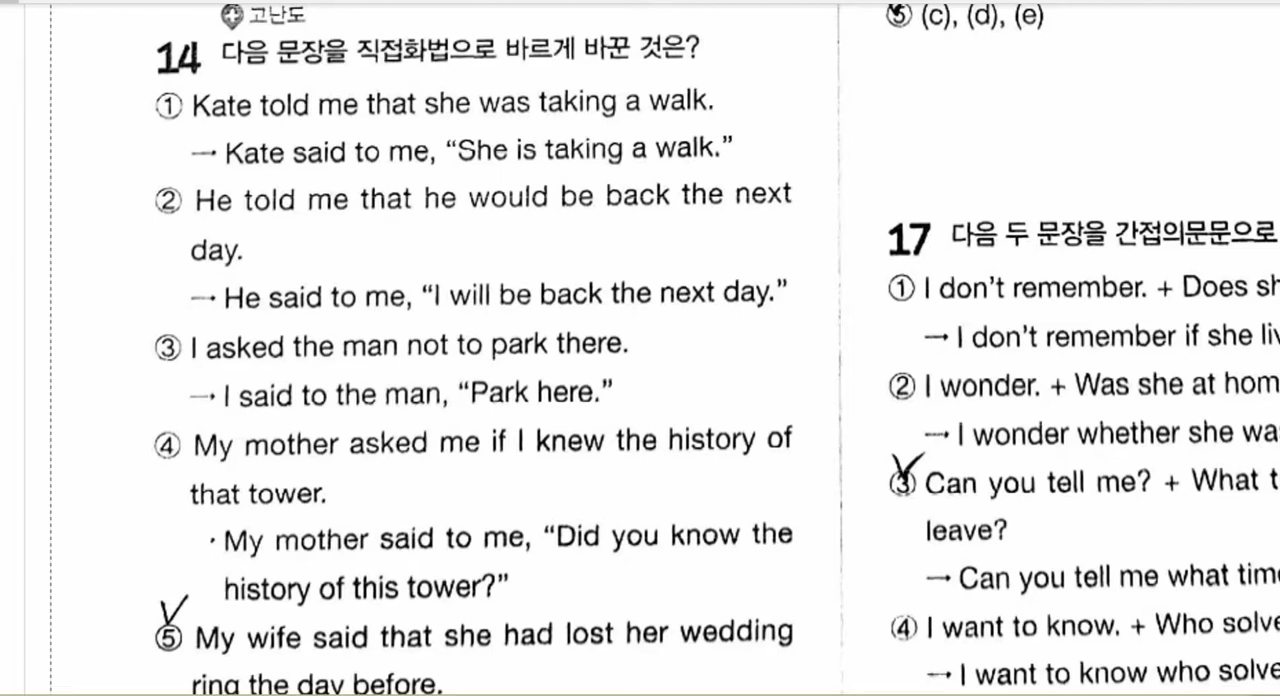 고난도
14 다음 문장을 직접화법으로 바르게 바꾼 것은?
① Kate told me that she was taking a walk.
→ Kate said to me, “She is taking a walk.”
② He told me that he would be back the next
day.
→ He said to me, “I will be back the next day.”
③ I asked the man not to park there.
→ I said to the man, “Park here.”
④ My mother asked me if I knew the history of
that tower.
· My mother said to me, “Did you know the
history of this tower?”
⑤ My wife said that she had lost her wedding
ring the day before.
⑤ (c), (d), (e)
17 다음 두 문장을 간접의문문으로
① I don’t remember. + Does sh
→ I don’t remember if she liv
② I wonder. + Was she at hom
→ I wonder whether she wa
③ Can you tell me? + What t
leave?
→ Can you tell me what tim
④ I want to know. + Who solve
→ I want to know who solve